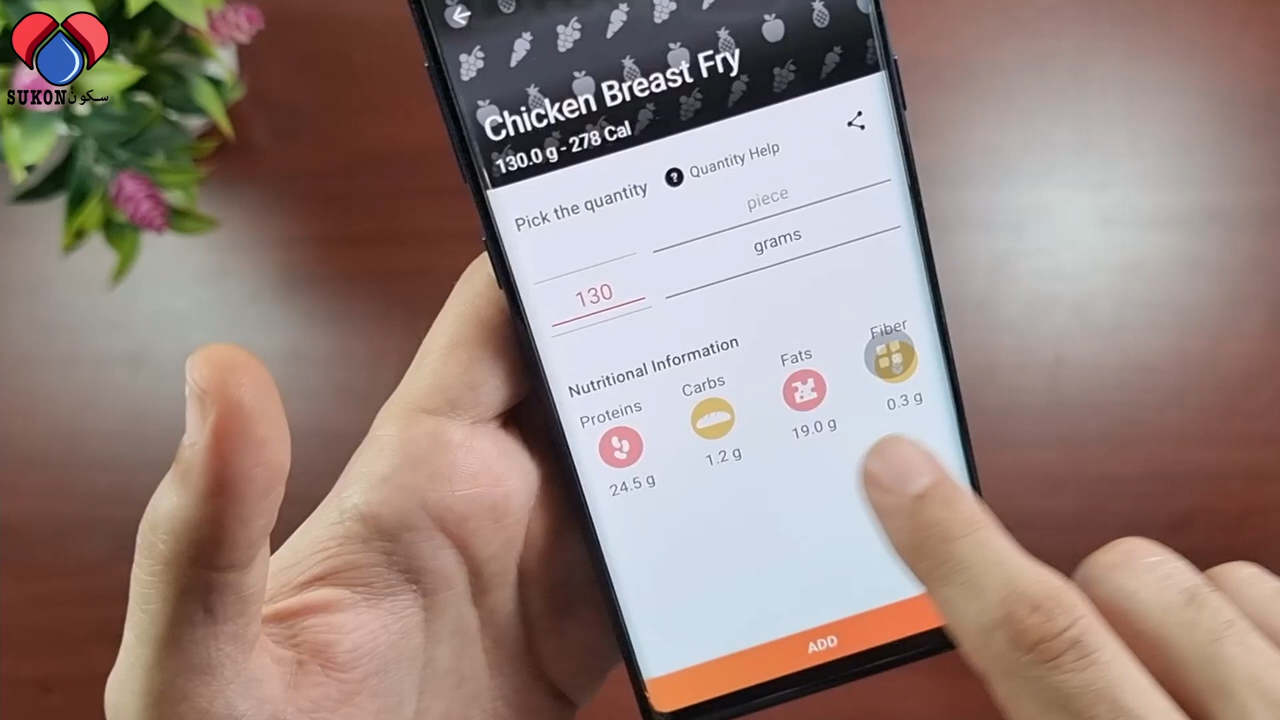 SUKON سكون
Chicken Breast Fry
130.0 g - 278 Cal
Pick the quantity ? Quantity Help
piece
130 grams
Nutritional Information
Proteins Carbs Fats Fiber
24.5 g 1.2 g 19.0 g 0.3 g
ADD